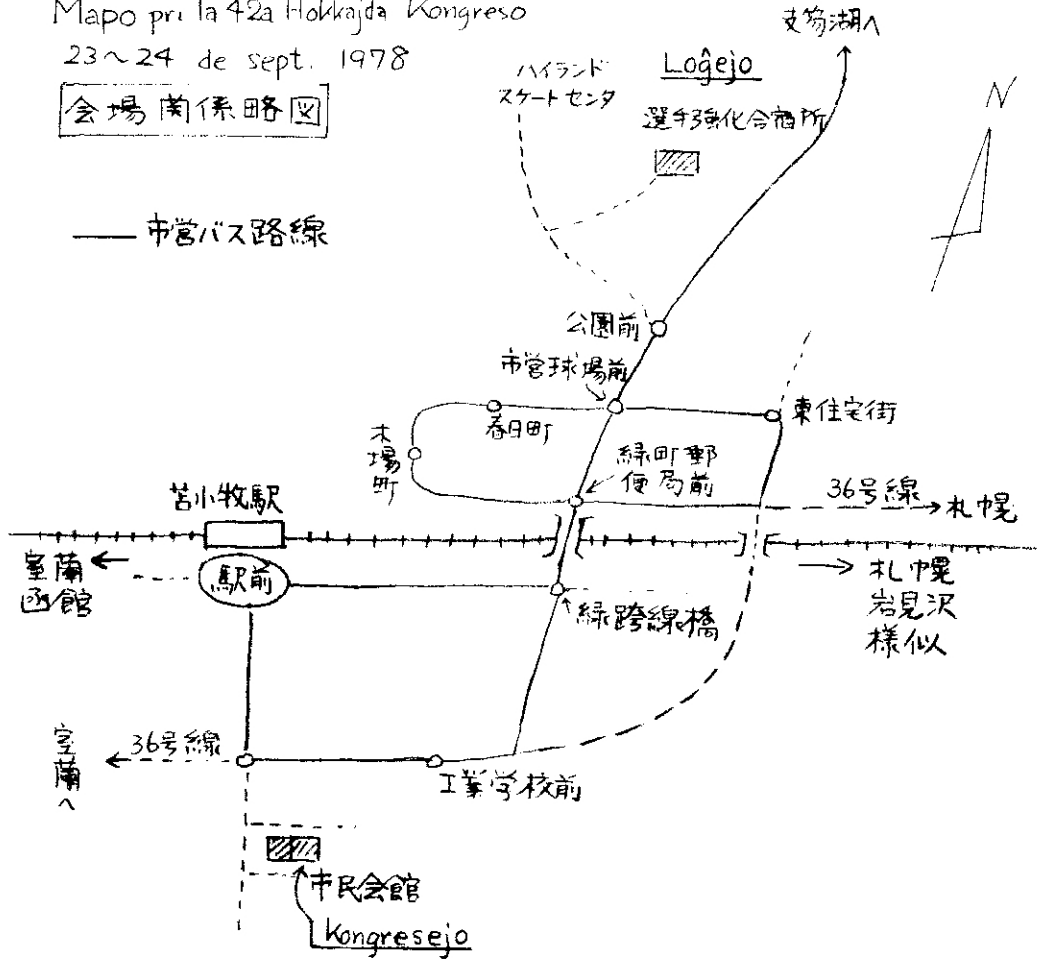 Mapo pri la 42a Hokkajda Kongreso
23~24 de sept. 1978
会場関係略図
市営バス路線
支笏湖へ
ハイランド
スケートセンタ
Loĝejo
選手強化合宿所
N
公園前
市営球場前
春日町
東住宅街
木場町
緑町郵
便局前
苫小牧駅
36号線
札幌
室蘭
函館
駅前
緑跨線橋
札幌
岩見沢
様似
室蘭へ
36号線
工業学校前
市民会館
Kongresejo